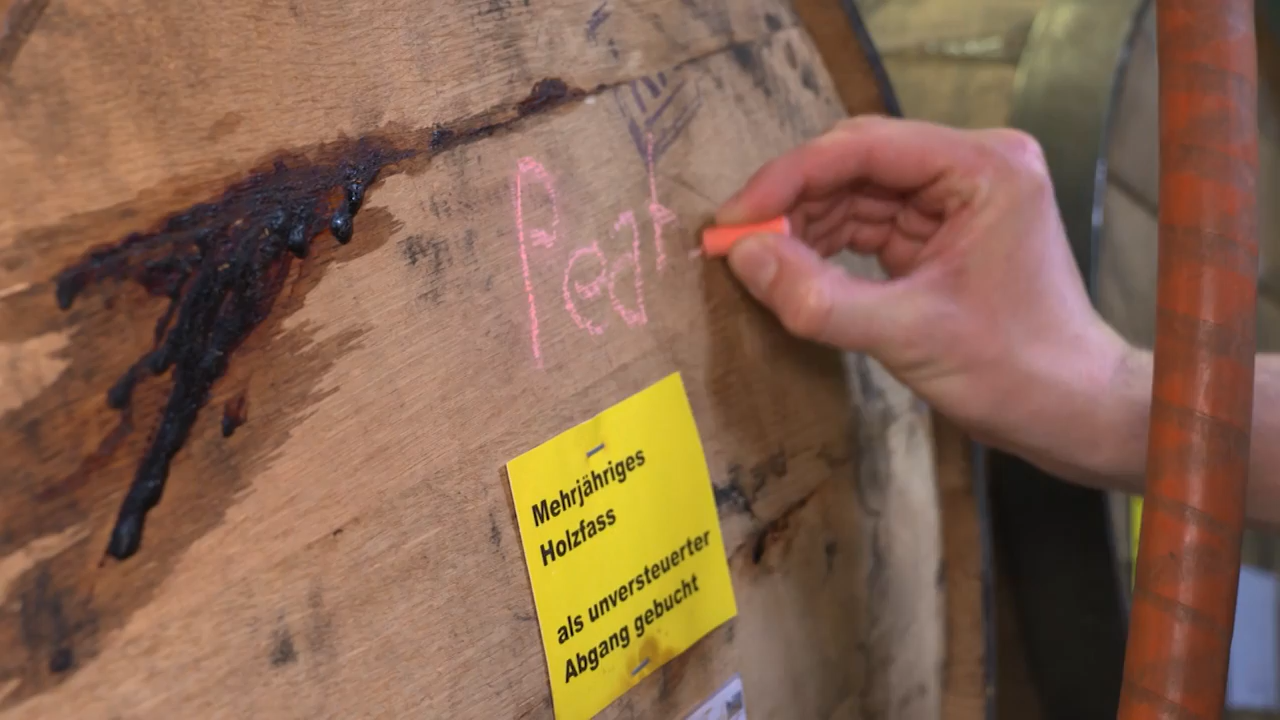 Peat
Mehrjähriges
Holzfass
als unversteuerter
Abgang gebucht